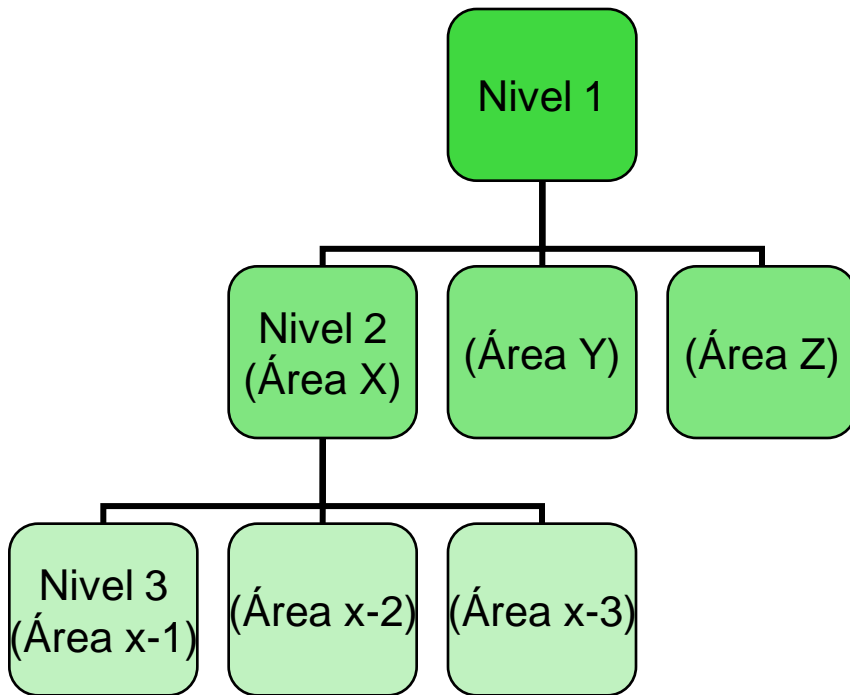 Nivel 1
Nivel 2
(Área X)
(Área Y)
(Área Z)
Nivel 3
(Área x-1)
(Área x-2)
(Área x-3)